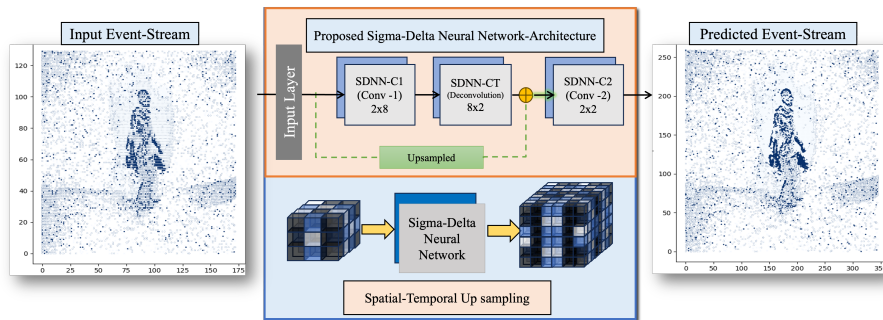 Input Event-Stream
120
100
80
60
40
20
0
0 25 50 75 100 125 150 175
Proposed Sigma-Delta Neural Network-Architecture
Input Layer
SDNN-C1
(Conv -1)
2x8
SDNN-CT
(Deconvolution)
8x2
SDNN-C2
(Conv -2)
2x2
Upsampled
Sigma-Delta
Neural
Network
Spatial-Temporal Up sampling
Predicted Event-Stream
250
200
150
100
50
0
0 50 100 150 200 250 300